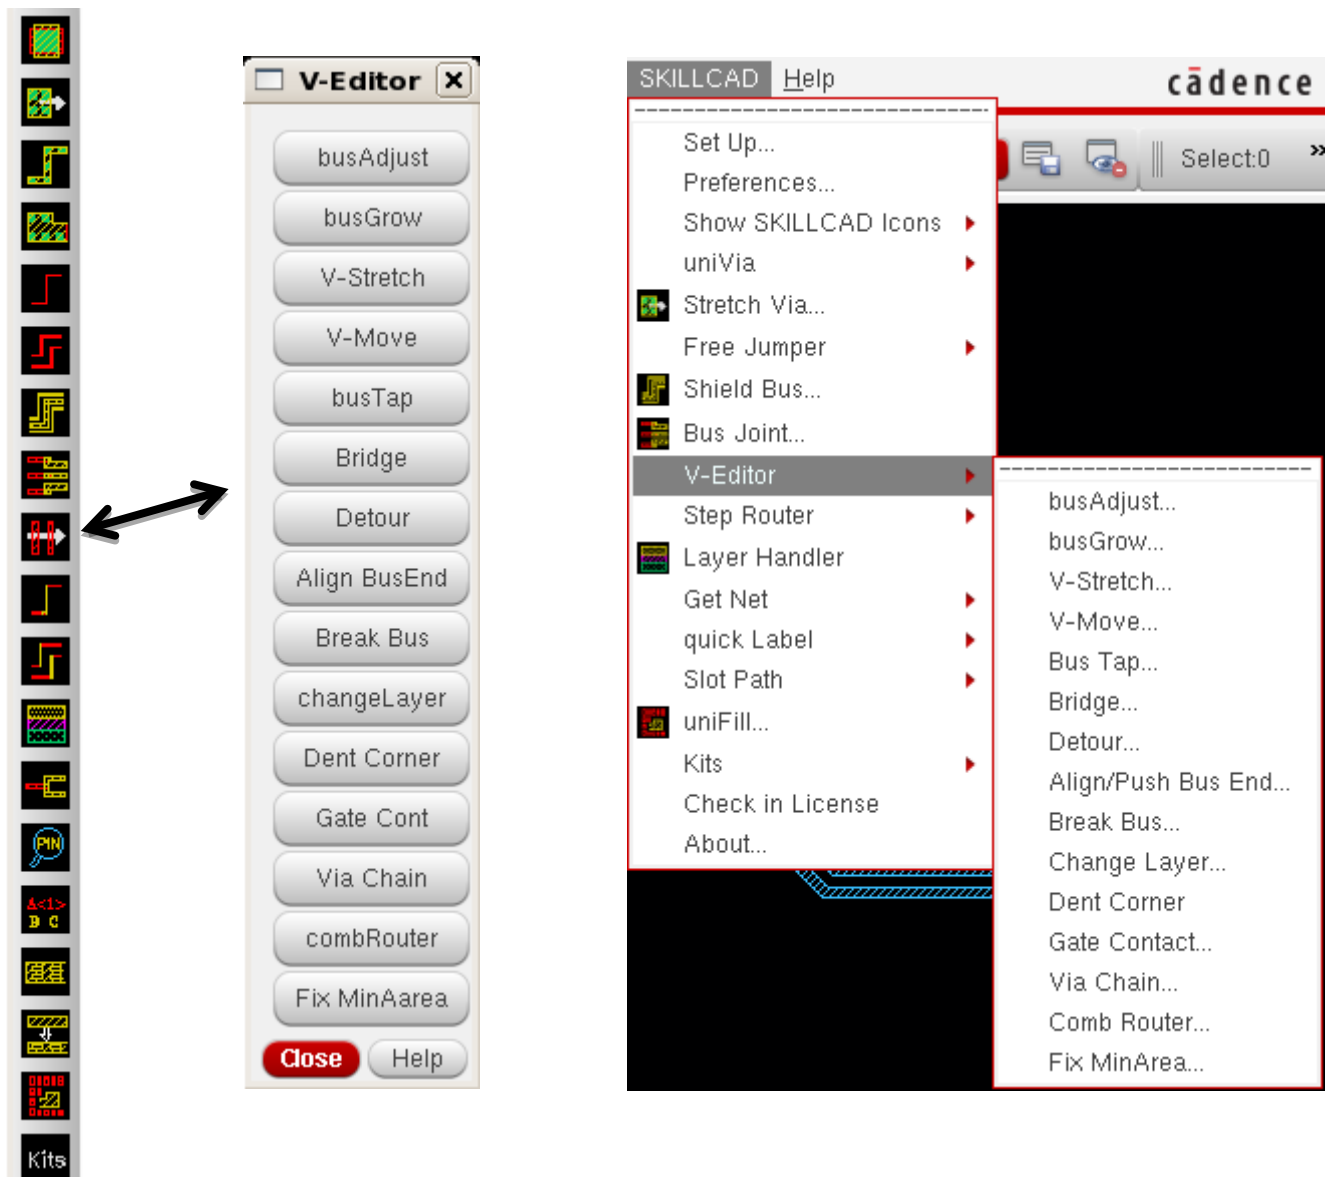 PIN
A<1>
B C
Kits
V-Editor
busAdjust
busGrow
V-Stretch
V-Move
busTap
Bridge
Detour
Align BusEnd
Break Bus
changeLayer
Dent Corner
Gate Cont
Via Chain
combRouter
Fix MinAarea
Close Help
SKILLCAD Help
cādence
Select:0 »
Set Up...
Preferences...
Show SKILLCAD Icons
uniVia
Stretch Via...
Free Jumper
Shield Bus...
Bus Joint...
V-Editor
Step Router
Layer Handler
Get Net
quick Label
Slot Path
uniFill...
Kits
Check in License
About...
busAdjust...
busGrow...
V-Stretch...
V-Move...
Bus Tap...
Bridge...
Detour...
Align/Push Bus End...
Break Bus...
Change Layer...
Dent Corner
Gate Contact...
Via Chain...
Comb Router...
Fix MinArea...